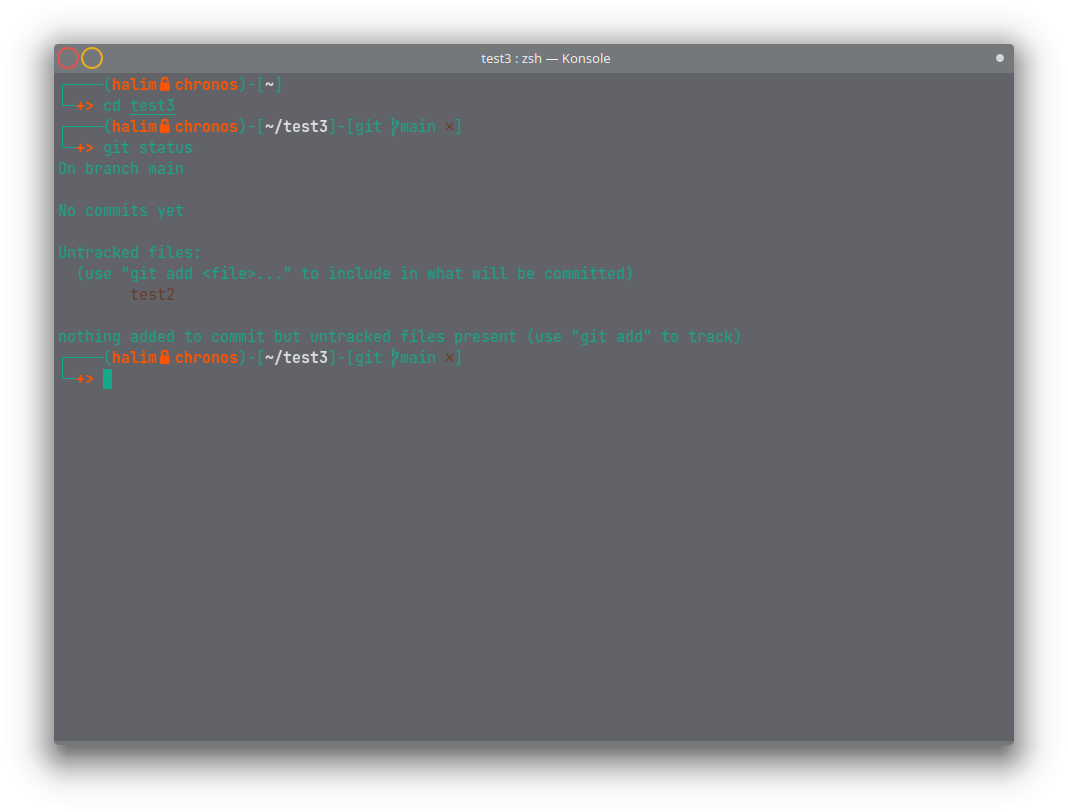 test3 : zsh — Konsole
┌────(halim chronos)-[~]
└─+> cd test3
┌────(halim chronos)-[~/test3]-[git main ×]
└─+> git status
On branch main
No commits yet
Untracked files:
(use "git add <file>..." to include in what will be committed)
test2
nothing added to commit but untracked files present (use "git add" to track)
┌────(halim chronos)-[~/test3]-[git main ×]
└─+>